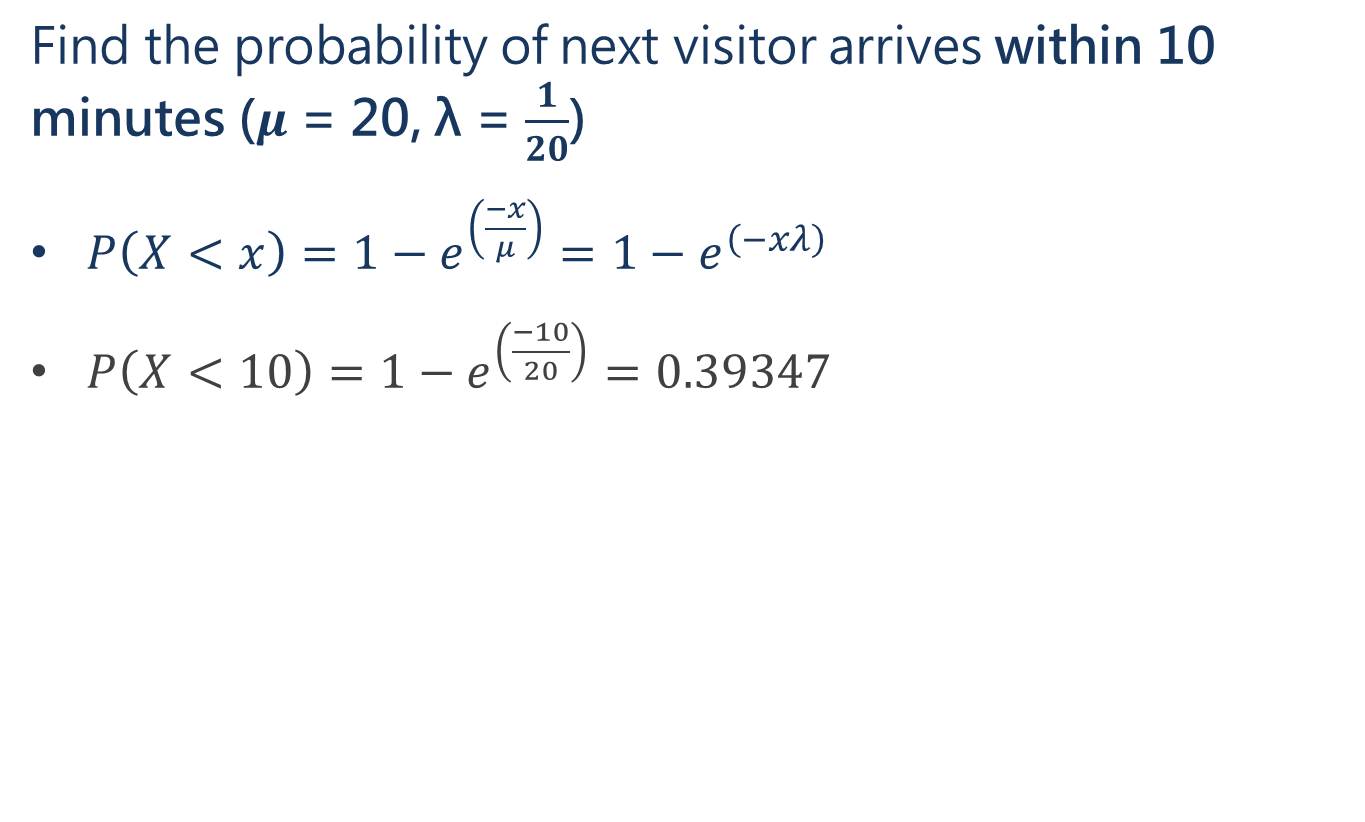 Find the probability of next visitor arrives within 10
minutes (μ = 20, λ = 1/20)
• P(X < x) = 1 − e^(−x/μ) = 1 − e^(−xλ)
• P(X < 10) = 1 − e^(−10/20) = 0.39347